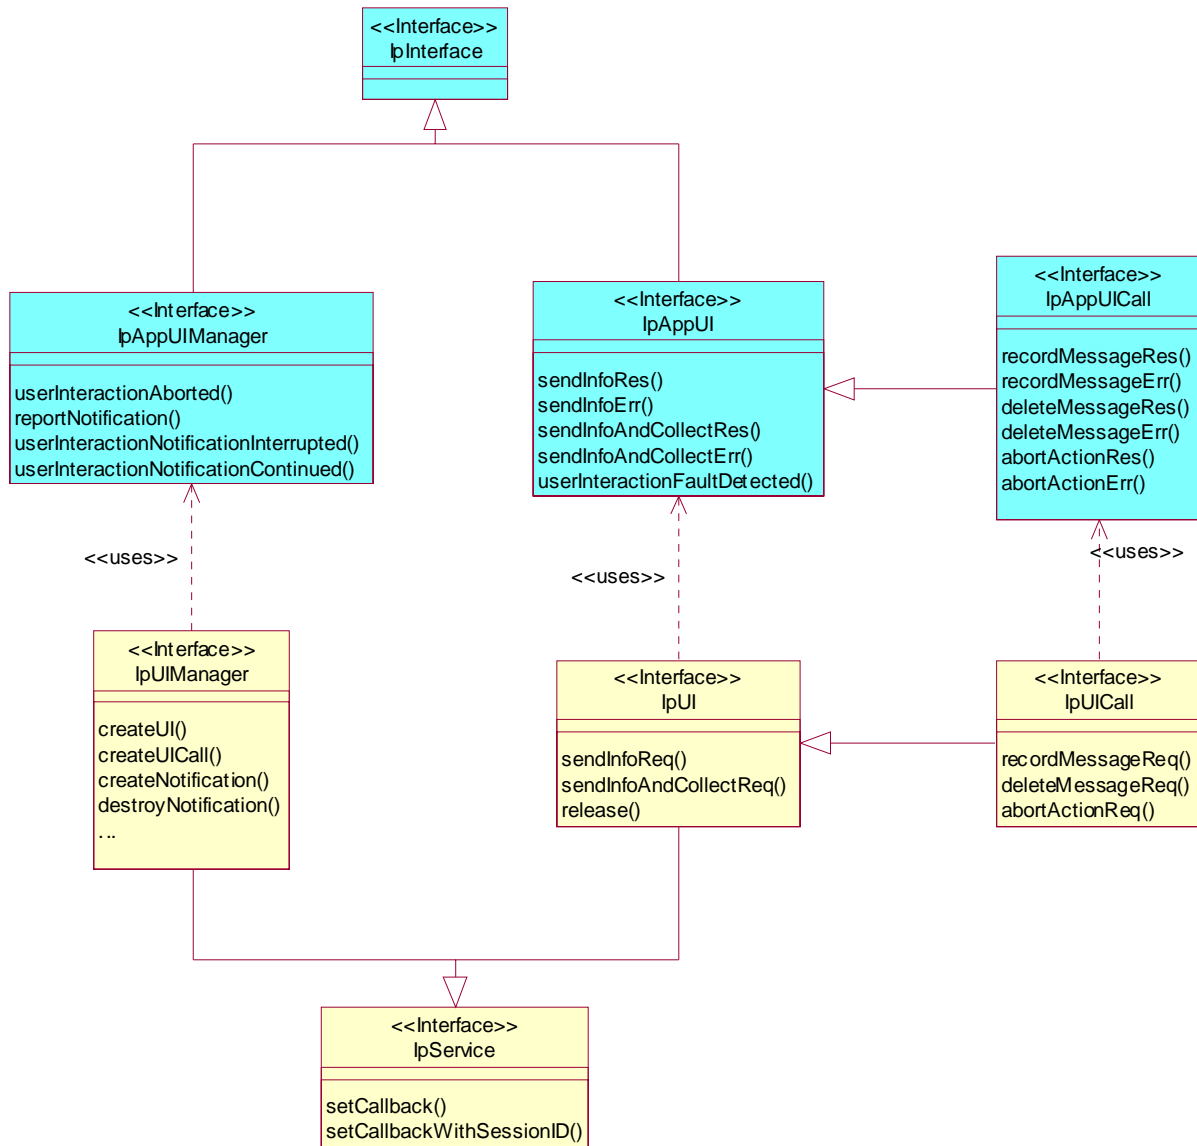 <<Interface>>
IpInterface
<<Interface>>
IpAppUIManager
userInteractionAborted()
reportNotification()
userInteractionNotificationInterrupted()
userInteractionNotificationContinued()
<<Interface>>
IpAppUI
sendInfoRes()
sendInfoErr()
sendInfoAndCollectRes()
sendInfoAndCollectErr()
userInteractionFaultDetected()
<<Interface>>
IpAppUICall
recordMessageRes()
recordMessageErr()
deleteMessageRes()
deleteMessageErr()
abortActionRes()
abortActionErr()
<<uses>>
<<uses>>
<<uses>>
<<Interface>>
IpUIManager
createUI()
createUICall()
createNotification()
destroyNotification()
...
<<Interface>>
IpUI
sendInfoReq()
sendInfoAndCollectReq()
release()
<<Interface>>
IpUICall
recordMessageReq()
deleteMessageReq()
abortActionReq()
<<Interface>>
IpService
setCallback()
setCallbackWithSessionID()